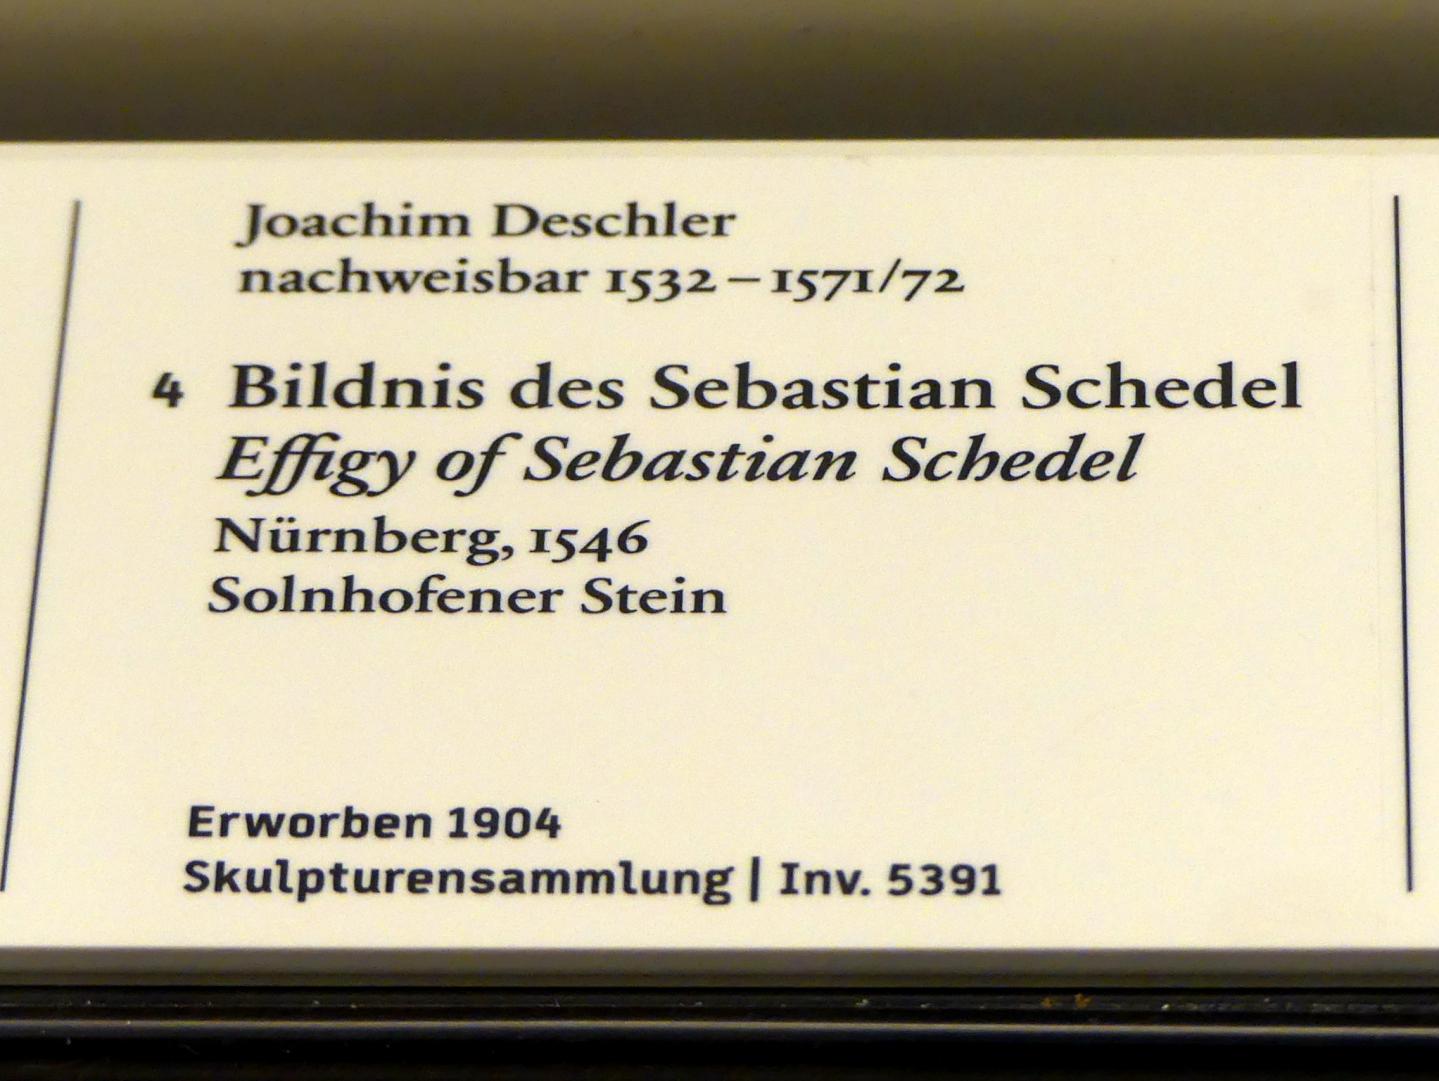 Joachim Deschler
nachweisbar 1532 – 1571/72
4 Bildnis des Sebastian Schedel
Effigy of Sebastian Schedel
Nürnberg, 1546
Solnhofener Stein
Erworben 1904
Skulpturensammlung | Inv. 5391